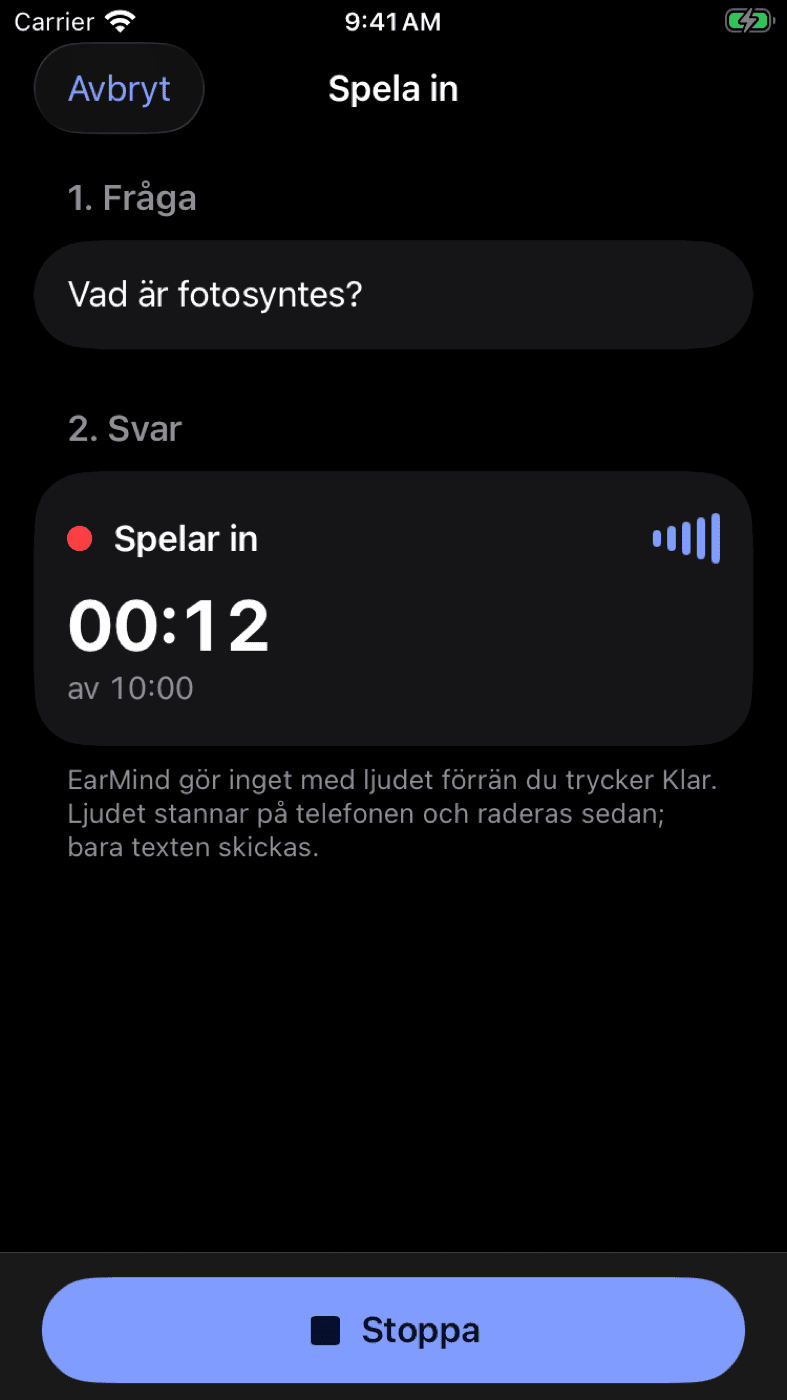 Carrier 9:41 AM
Avbryt Spela in
1. Fråga
Vad är fotosyntes?
2. Svar
Spelar in
00:12
av 10:00
EarMind gör inget med ljudet förrän du trycker Klar.
Ljudet stannar på telefonen och raderas sedan;
bara texten skickas.
Stoppa